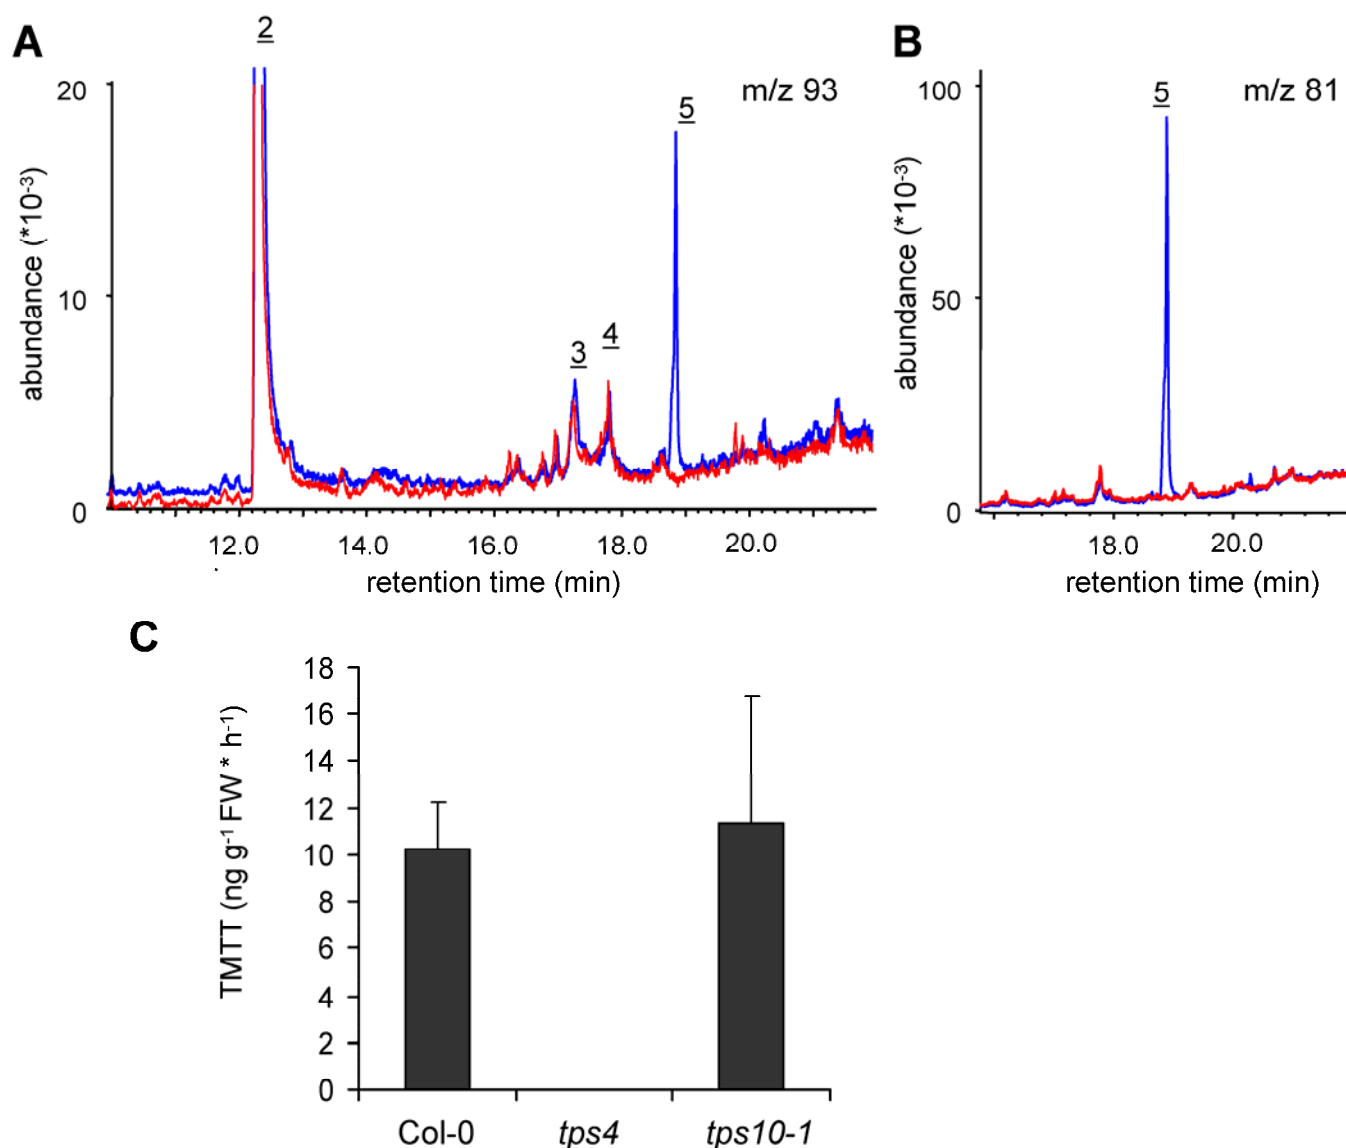 A
B
2
20
m/z 93
100
5
m/z 81
5
abundance (*10-3)
abundance (*10-3)
10
50
4
3
0
0
12.0 14.0 16.0 18.0 20.0
18.0 20.0
retention time (min)
retention time (min)
C
18
16
14
12
10
8
6
4
2
0
TMTT (ng g-1 FW * h-1)
Col-0 tps4 tps10-1